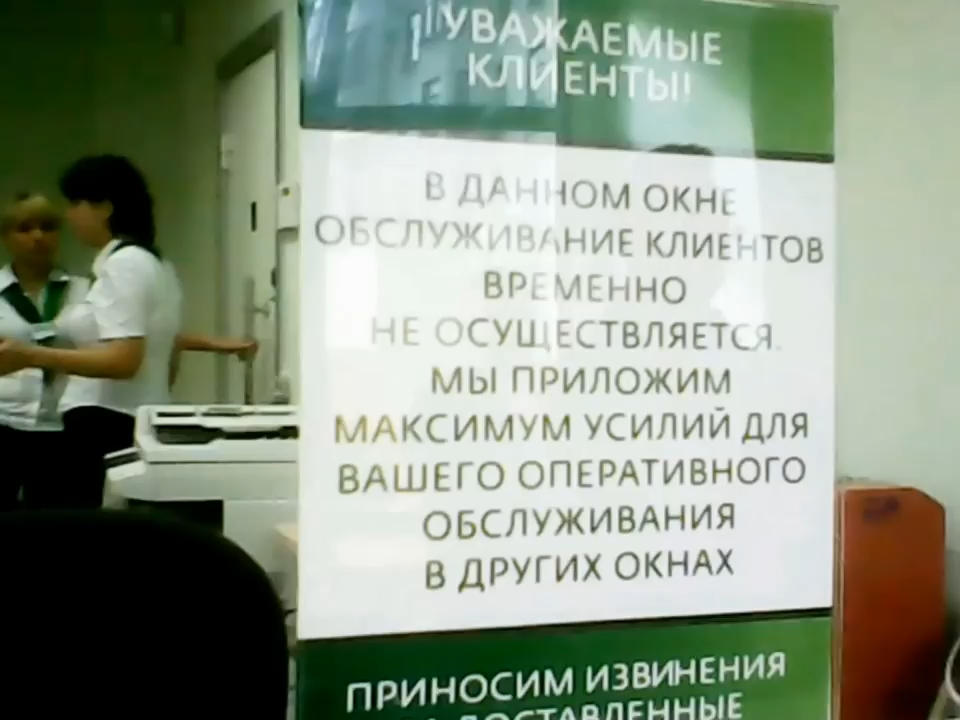 УВАЖАЕМЫЕ
КЛИЕНТЫ!
В ДАННОМ ОКНЕ
ОБСЛУЖИВАНИЕ КЛИЕНТОВ
ВРЕМЕННО
НЕ ОСУЩЕСТВЛЯЕТСЯ.
МЫ ПРИЛОЖИМ
МАКСИМУМ УСИЛИЙ ДЛЯ
ВАШЕГО ОПЕРАТИВНОГО
ОБСЛУЖИВАНИЯ
В ДРУГИХ ОКНАХ
ПРИНОСИМ ИЗВИНЕНИЯ
ДОСТАВЛЕННЫЕ